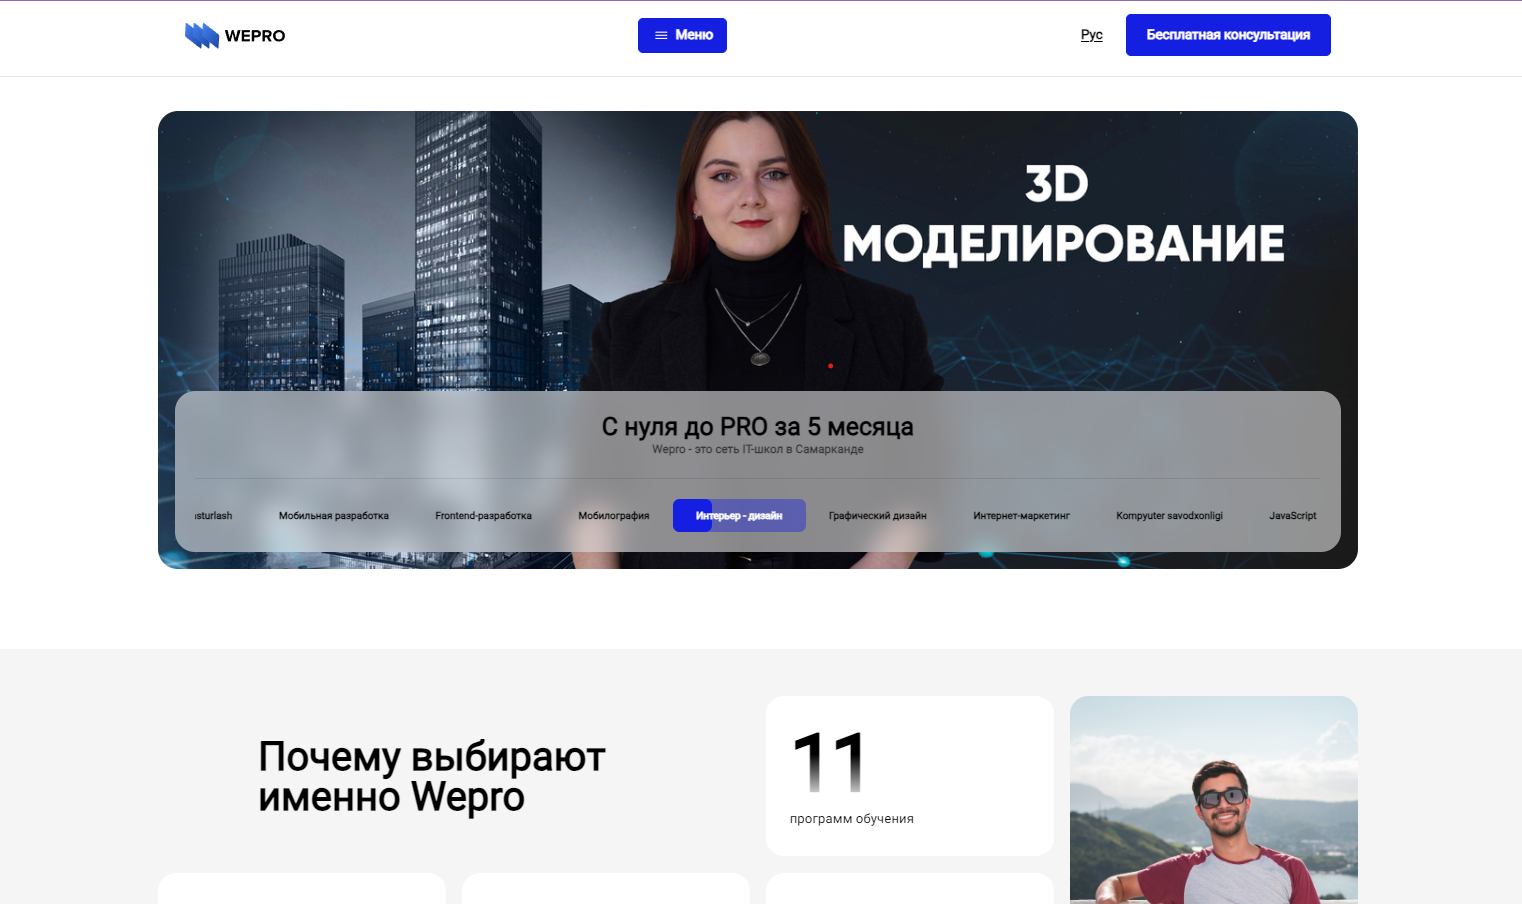 WEPRO
Меню
Рус
Бесплатная консультация
3D
МОДЕЛИРОВАНИЕ
С нуля до PRO за 5 месяца
Wepro - это сеть IT-школ в Самарканде
Мобильная разработка Frontend-разработка Мобилография Интерьер - дизайн Графический дизайн Интернет-маркетинг Kompyuter savodxonligi JavaScript
Почему выбирают
именно Wepro
11
программ обучения